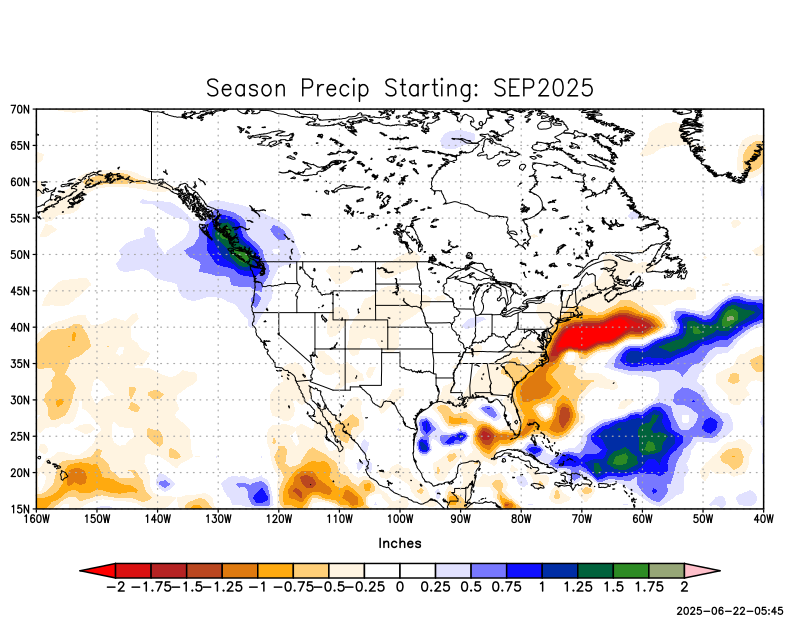 Season Precip Starting: SEP2025
70N
65N
60N
55N
50N
45N
40N
35N
30N
25N
20N
15N
160W 150W 140W 130W 120W 110W 100W 90W 80W 70W 60W 50W 40W
Inches
-2 -1.75 -1.5 -1.25 -1 -0.75 -0.5 -0.25 0 0.25 0.5 0.75 1 1.25 1.5 1.75 2
2025-06-22-05:45